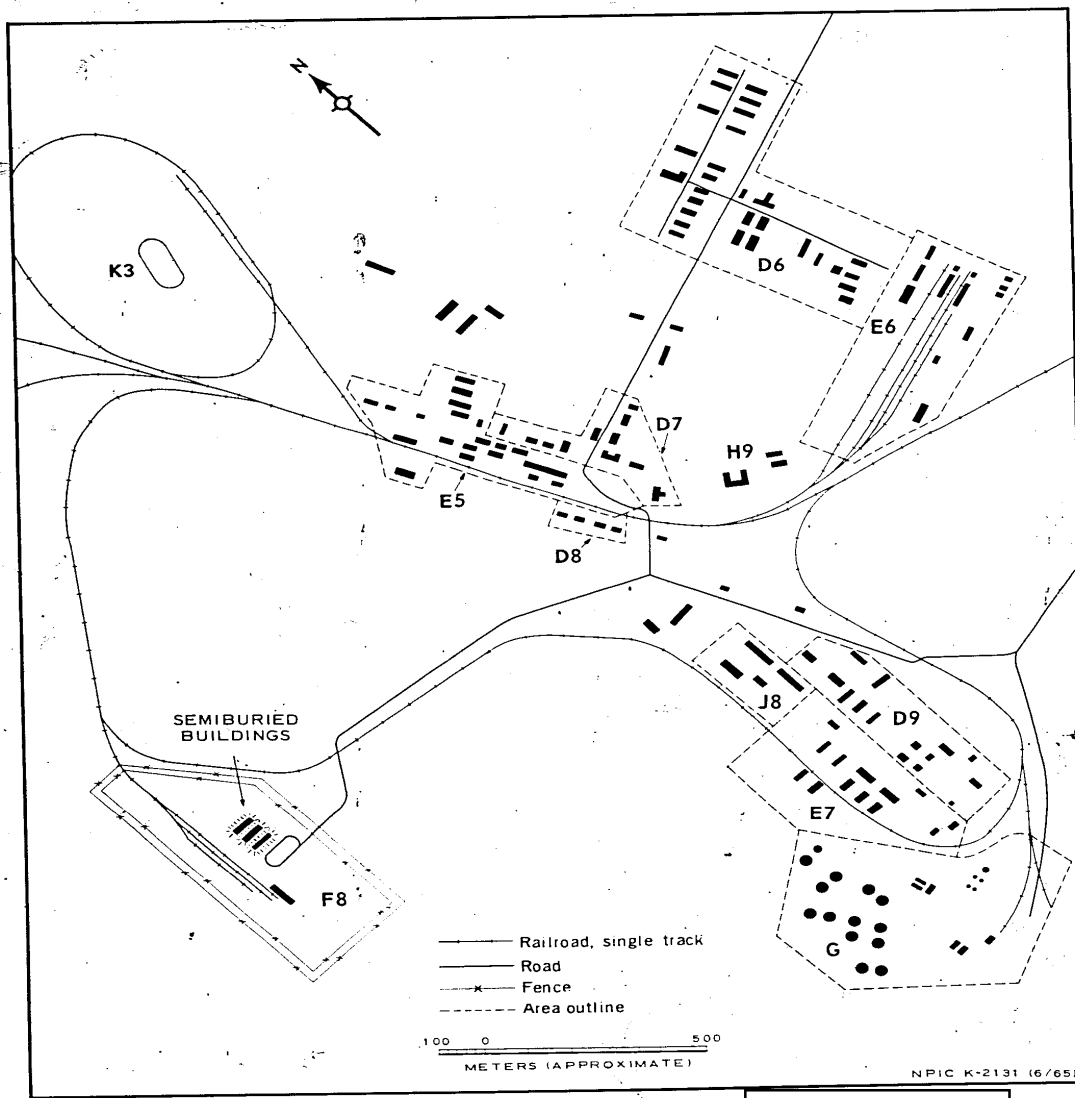 N
K3
D6
E6
D7
H9
E5
D8
J8
D9
SEMIBURIED
BUILDINGS
E7
F8
G
Railroad, single track
Road
Fence
Area outline
100 0 500
METERS (APPROXIMATE)
NPIC K-2131 (6/65)